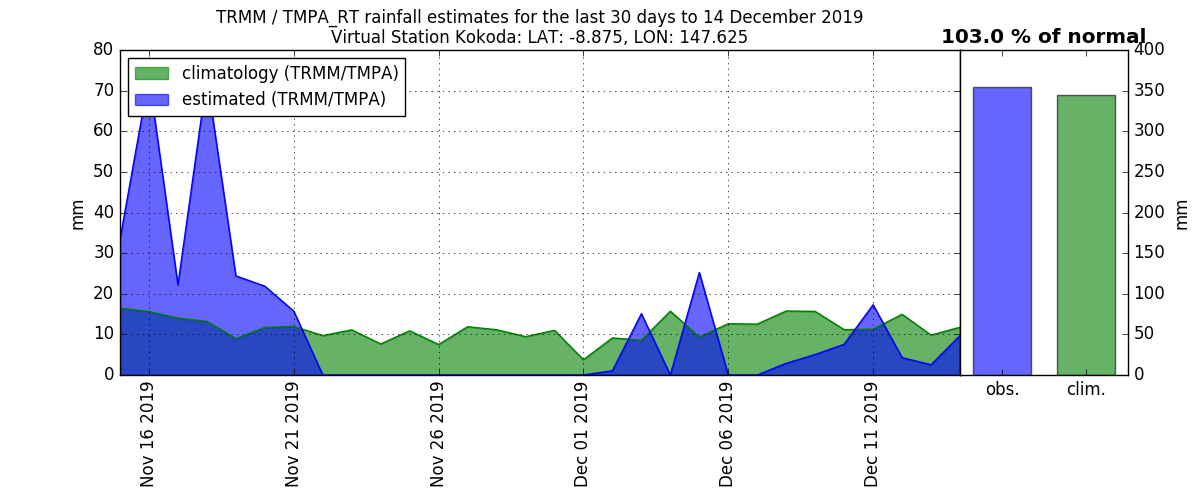 TRMM / TMPA_RT rainfall estimates for the last 30 days to 14 December 2019
Virtual Station Kokoda: LAT: -8.875, LON: 147.625
103.0 % of normal
climatology (TRMM/TMPA)
estimated (TRMM/TMPA)
80
70
60
50
40
30
20
10
0
mm
Nov 16 2019
Nov 21 2019
Nov 26 2019
Dec 01 2019
Dec 06 2019
Dec 11 2019
obs.
clim.
400
350
300
250
200
150
100
50
0
mm